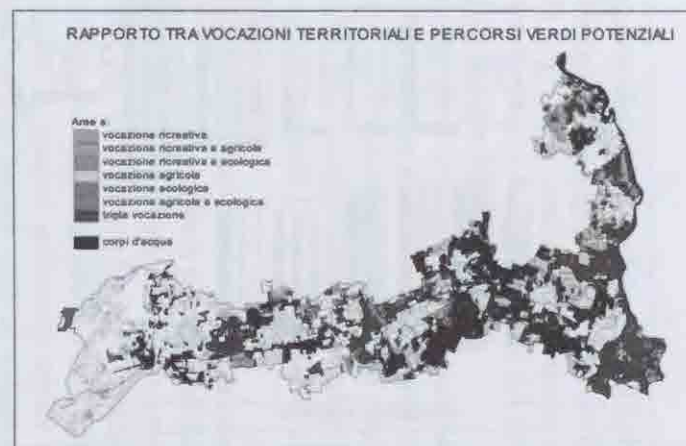 RAPPORTO TRA VOCAZIONI TERRITORIALI E PERCORSI VERDI POTENZIALI
Aree a:
vocazione ricreativa
vocazione ricreativa e agricola
vocazione ricreativa e ecologica
vocazione agricola
vocazione ecologica
vocazione agricola e ecologica
tripla vocazione
corpi d'acqua